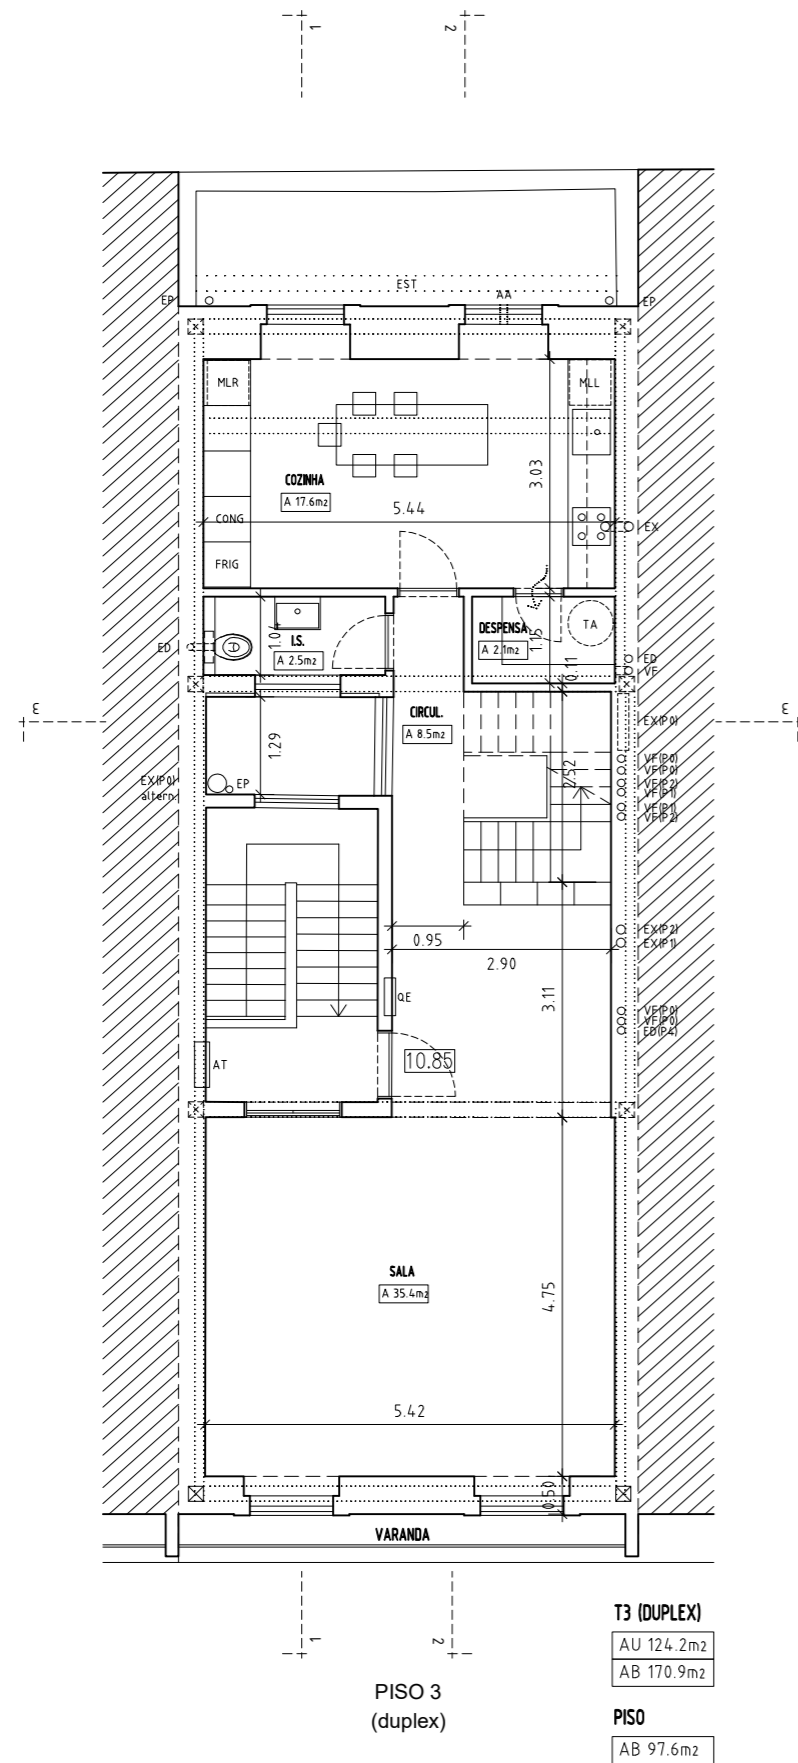 1
2
EST
AA
EP
EP
MLR
MLL
COZINHA
A 17.6m2
3.03
5.44
CONG
EX
FRIG
I.S.
A 2.5m2
1.04
DESPENSA
A 2.1m2
1.15
TA
ED
ED
VF
0.11
3
3
CIRCUL.
A 8.5m2
EX(P0)
1.29
2.52
VF(P0)
VF(P0)
VF(P2)
VF(P1)
VF(P1)
VF(P2)
EX(P0)
altern.
EP
0.95
2.90
EX(P2)
EX(P1)
3.11
QE
VF(P0)
VF(P0)
ED(P4)
10.85
AT
SALA
A 35.4m2
4.75
5.42
0.50
VARANDA
1
2
T3 (DUPLEX)
AU 124.2m2
AB 170.9m2
PISO 3
(duplex)
PISO
AB 97.6m2